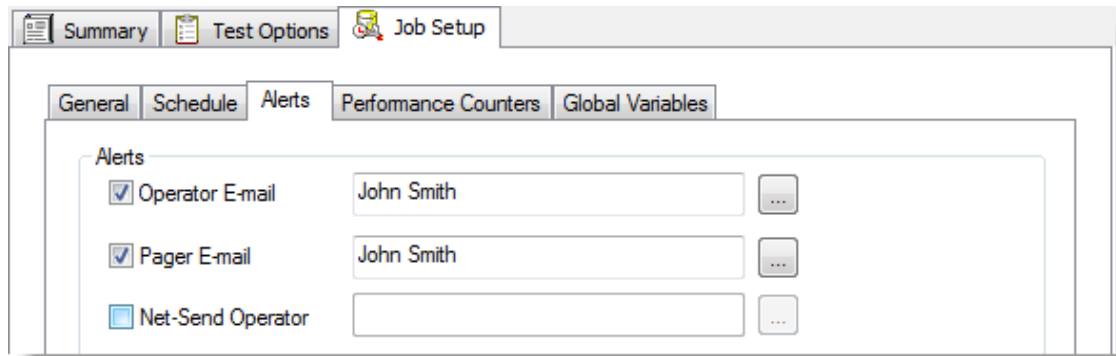 Summary Test Options Job Setup
General Schedule Alerts Performance Counters Global Variables
Alerts
Operator E-mail John Smith ...
Pager E-mail John Smith ...
Net-Send Operator ...